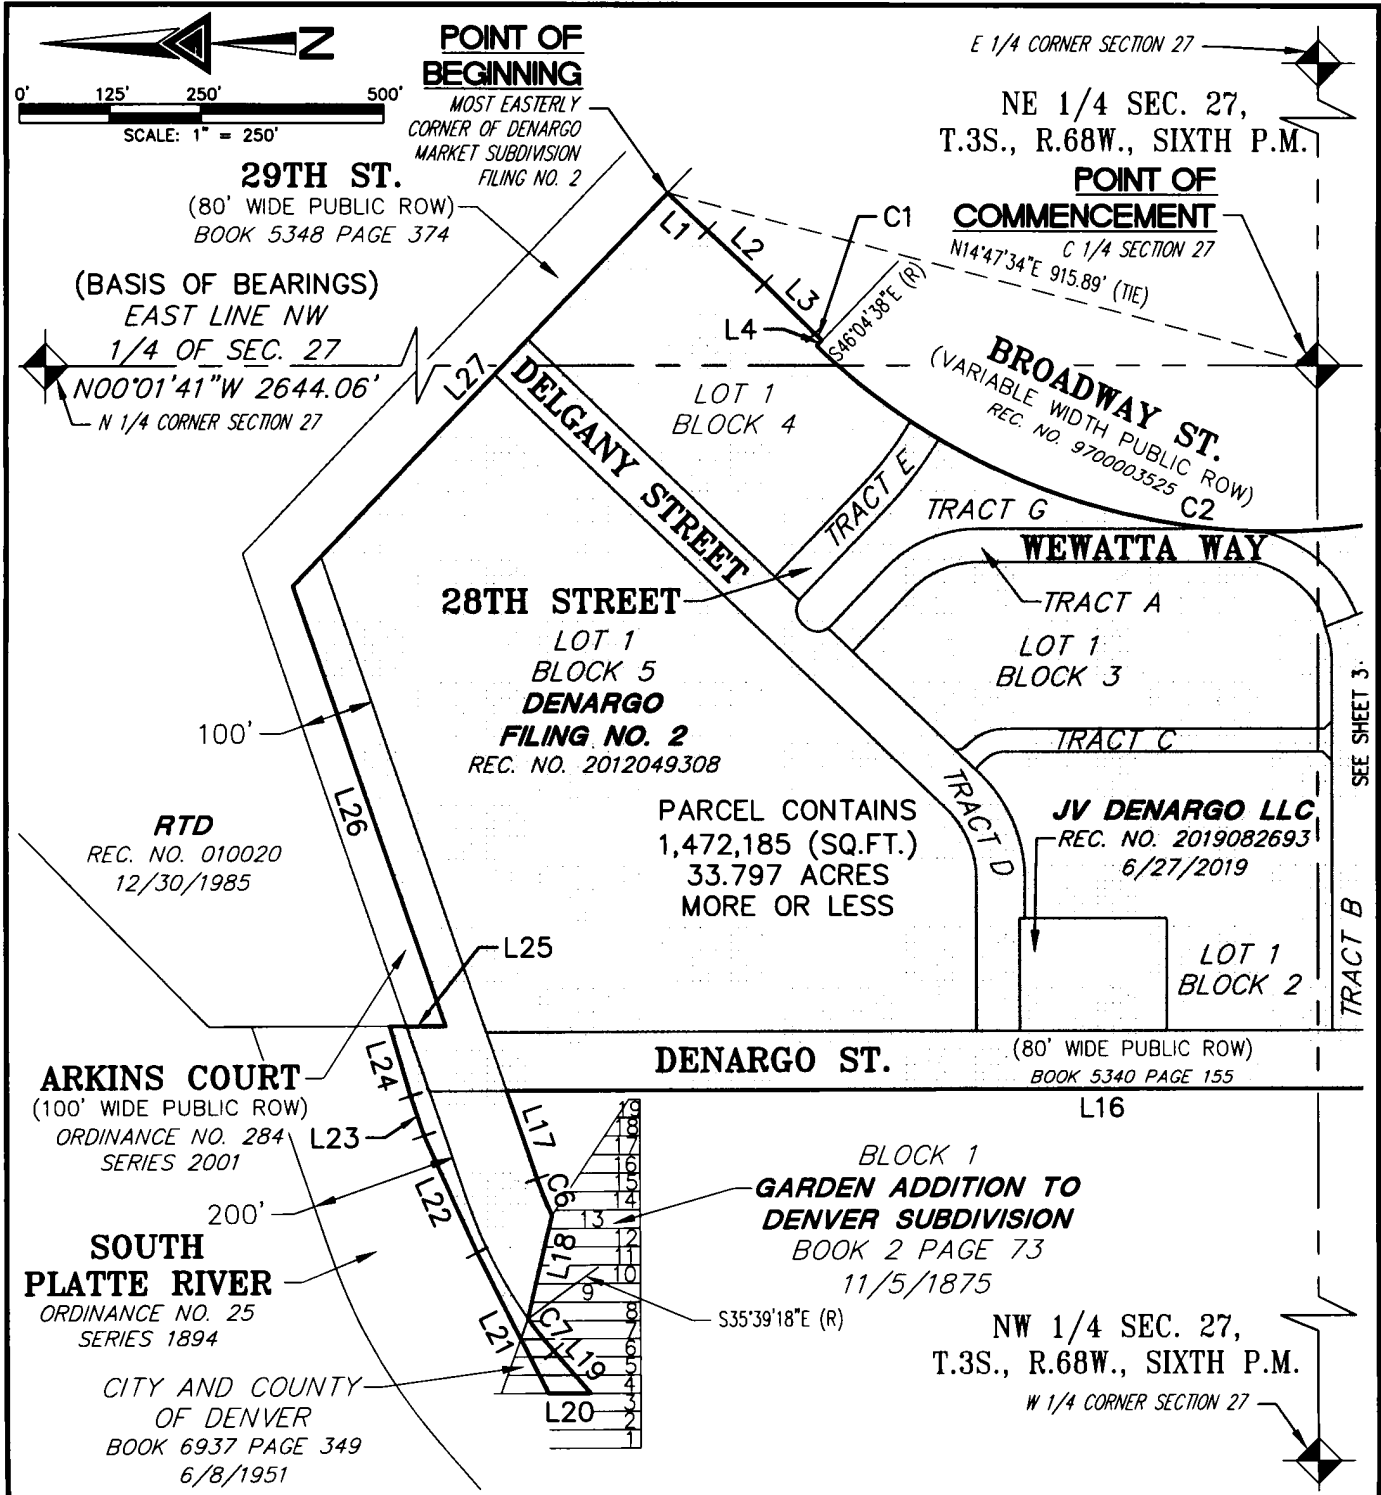 N
0' 125' 250' 500'
SCALE: 1" = 250'
POINT OF
BEGINNING
MOST EASTERLY
CORNER OF DENARGO
MARKET SUBDIVISION
FILING NO. 2
E 1/4 CORNER SECTION 27
NE 1/4 SEC. 27,
T.3S., R.68W., SIXTH P.M.
POINT OF
COMMENCEMENT
C 1/4 SECTION 27
N14°47'34"E 915.89' (TIE)
29TH ST.
(80' WIDE PUBLIC ROW)
BOOK 5348 PAGE 374
(BASIS OF BEARINGS)
EAST LINE NW
1/4 OF SEC. 27
N00°01'41"W 2644.06'
N 1/4 CORNER SECTION 27
L1
L2
L3
C1
L4
S46°04'38"E (R)
L27
BROADWAY ST.
(VARIABLE WIDTH PUBLIC ROW)
REC. NO. 9700003525
C2
LOT 1
BLOCK 4
DELGANY STREET
TRACT E
TRACT G
WEWATTA WAY
TRACT A
28TH STREET
LOT 1
BLOCK 5
DENARGO
FILING NO. 2
REC. NO. 2012049308
LOT 1
BLOCK 3
SEE SHEET 3
100'
L26
TRACT C
TRACT D
PARCEL CONTAINS
1,472,185 (SQ.FT.)
33.797 ACRES
MORE OR LESS
JV DENARGO LLC
REC. NO. 2019082693
6/27/2019
RTD
REC. NO. 010020
12/30/1985
L25
LOT 1
BLOCK 2
TRACT B
DENARGO ST.
(80' WIDE PUBLIC ROW)
BOOK 5340 PAGE 155
L16
ARKINS COURT
(100' WIDE PUBLIC ROW)
ORDINANCE NO. 284
SERIES 2001
L24
L23
L22
L17
C6
L18
200'
19
18
17
16
15
14
13
12
11
10
9
8
7
6
5
4
3
2
1
BLOCK 1
GARDEN ADDITION TO
DENVER SUBDIVISION
BOOK 2 PAGE 73
11/5/1875
SOUTH
PLATTE RIVER
ORDINANCE NO. 25
SERIES 1894
S35°39'18"E (R)
L21
C7
L19
L20
CITY AND COUNTY
OF DENVER
BOOK 6937 PAGE 349
6/8/1951
NW 1/4 SEC. 27,
T.3S., R.68W., SIXTH P.M.
W 1/4 CORNER SECTION 27